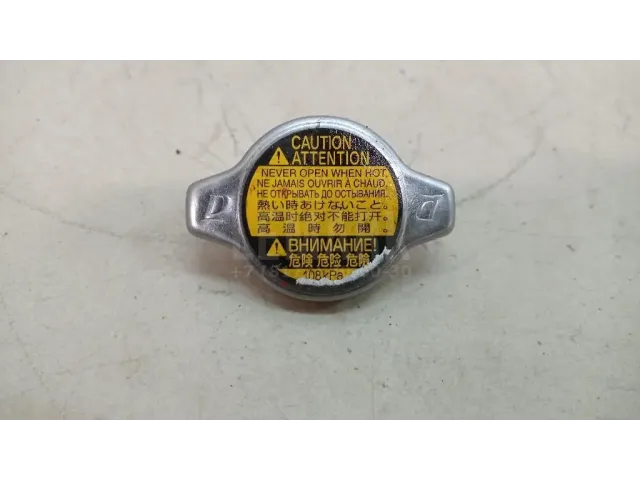 CAUTION
ATTENTION
NEVER OPEN WHEN HOT.
NE JAMAIS OUVRIR À CHAUD.
НЕ ОТКРЫВАТЬ ДО ОСТЫВАНИЯ.
熱い時あけないこと。
高温时绝对不能打开。
高温時勿開。
ВНИМАНИЕ!
危険 危险 危險
108kPa